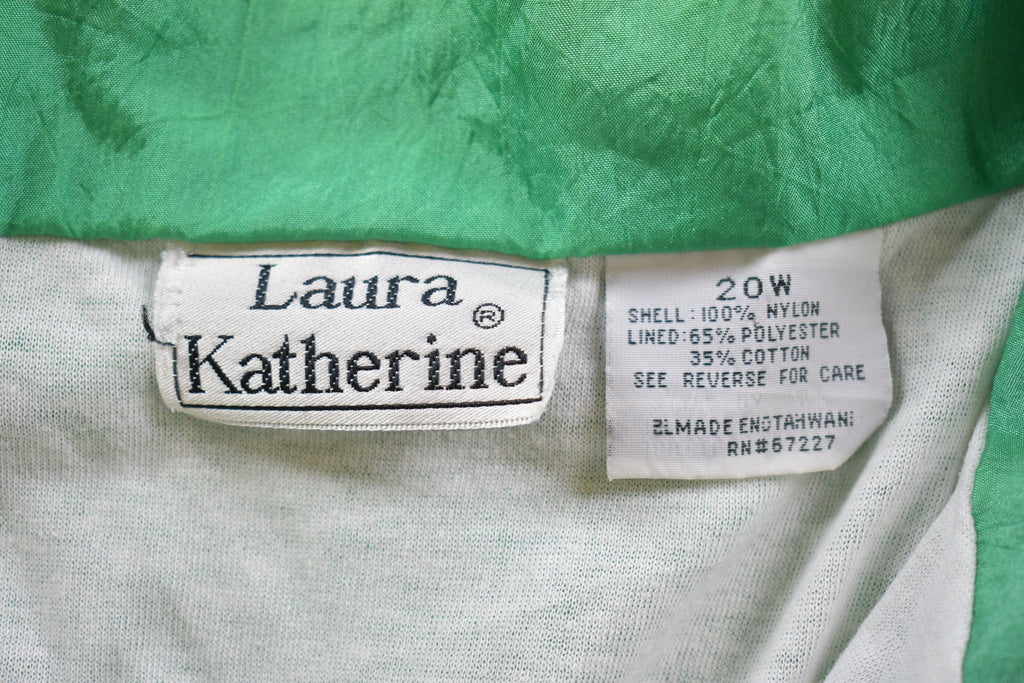 Laura
Katherine ®
20W
SHELL: 100% NYLON
LINED: 65% POLYESTER
35% COTTON
SEE REVERSE FOR CARE
RN#67227